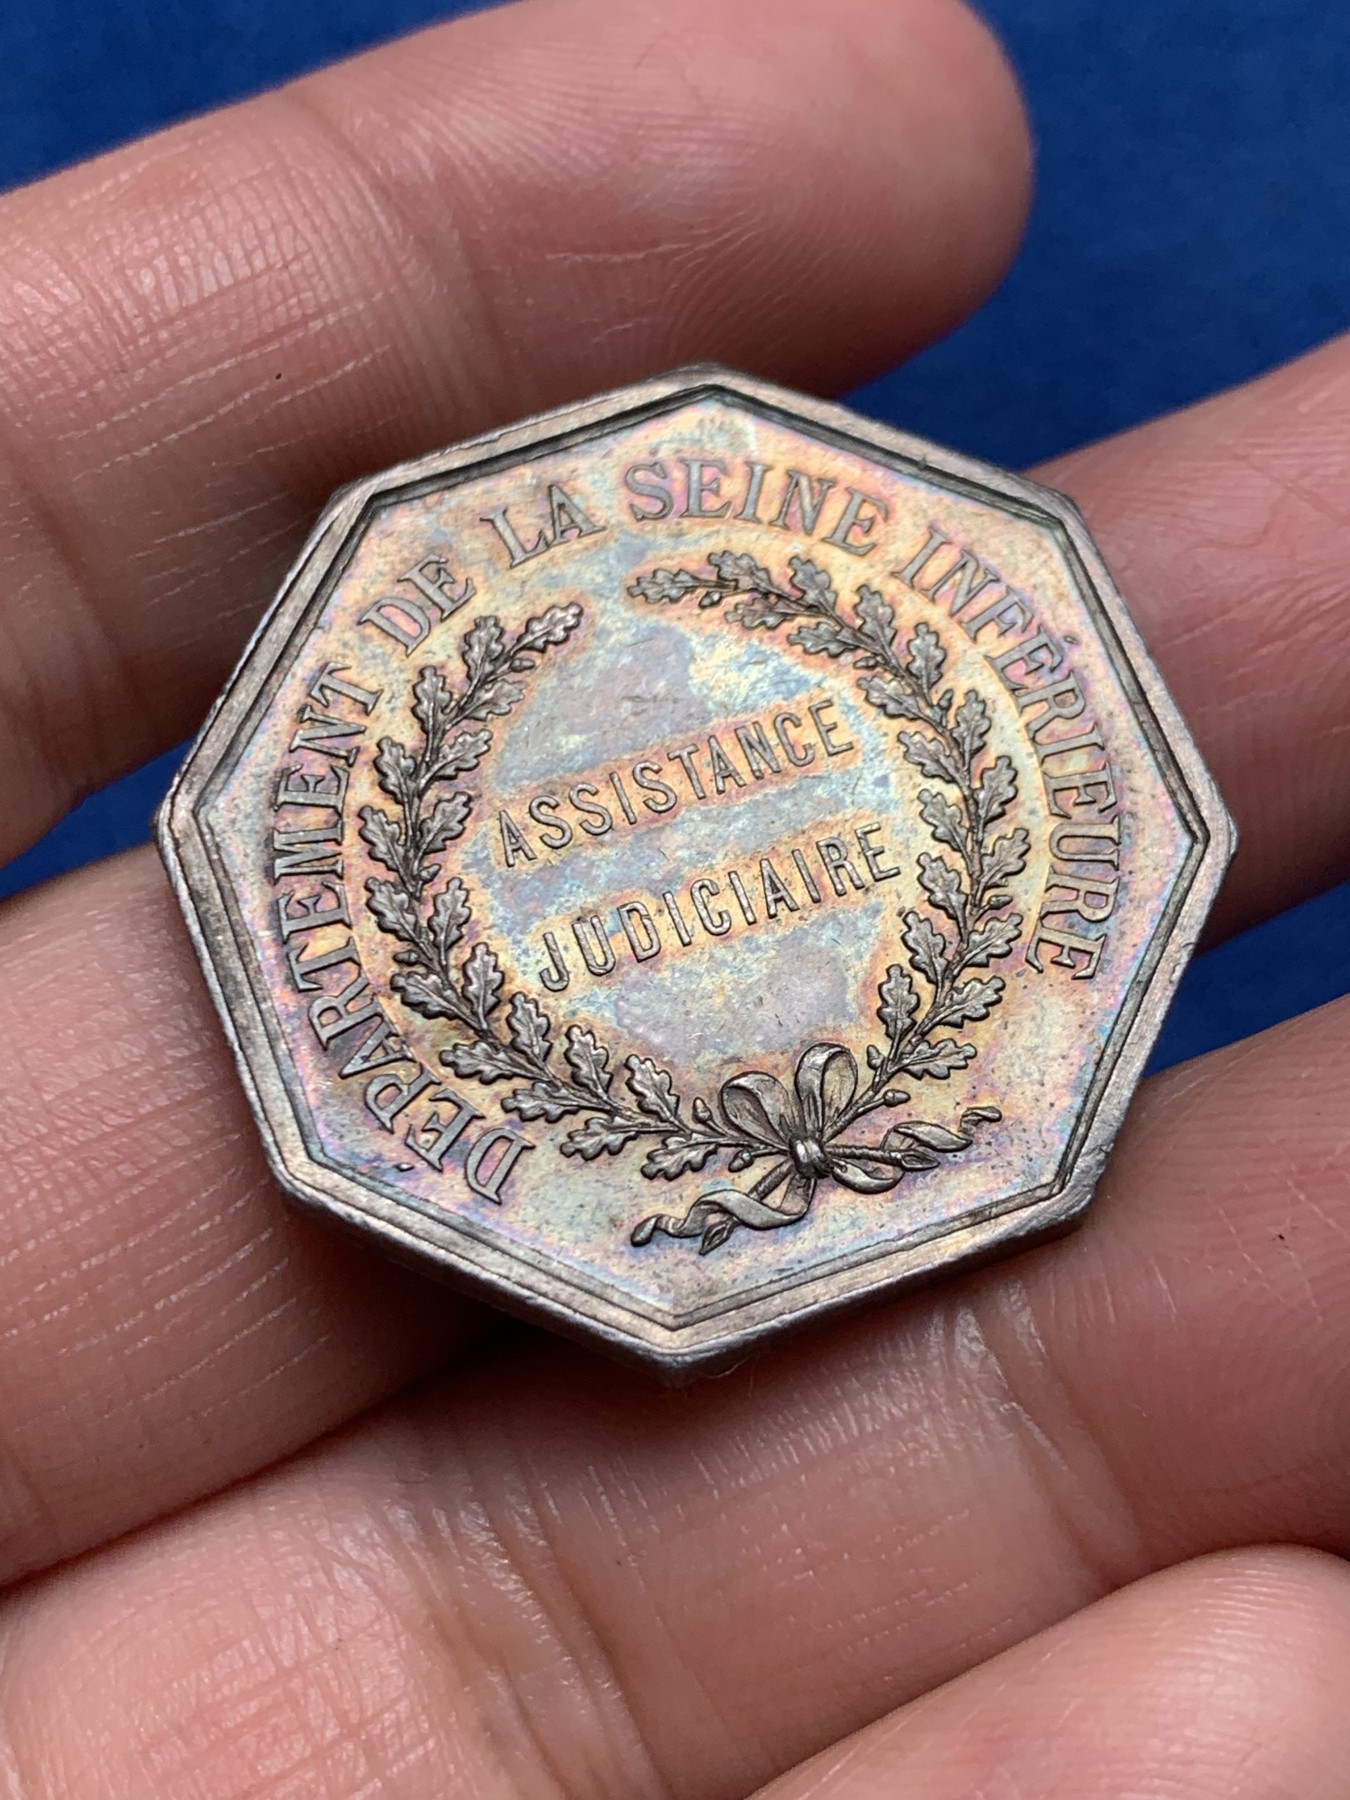 DÉPARTEMENT DE LA SEINE INFÉRIEURE
ASSISTANCE
JUDICIAIRE